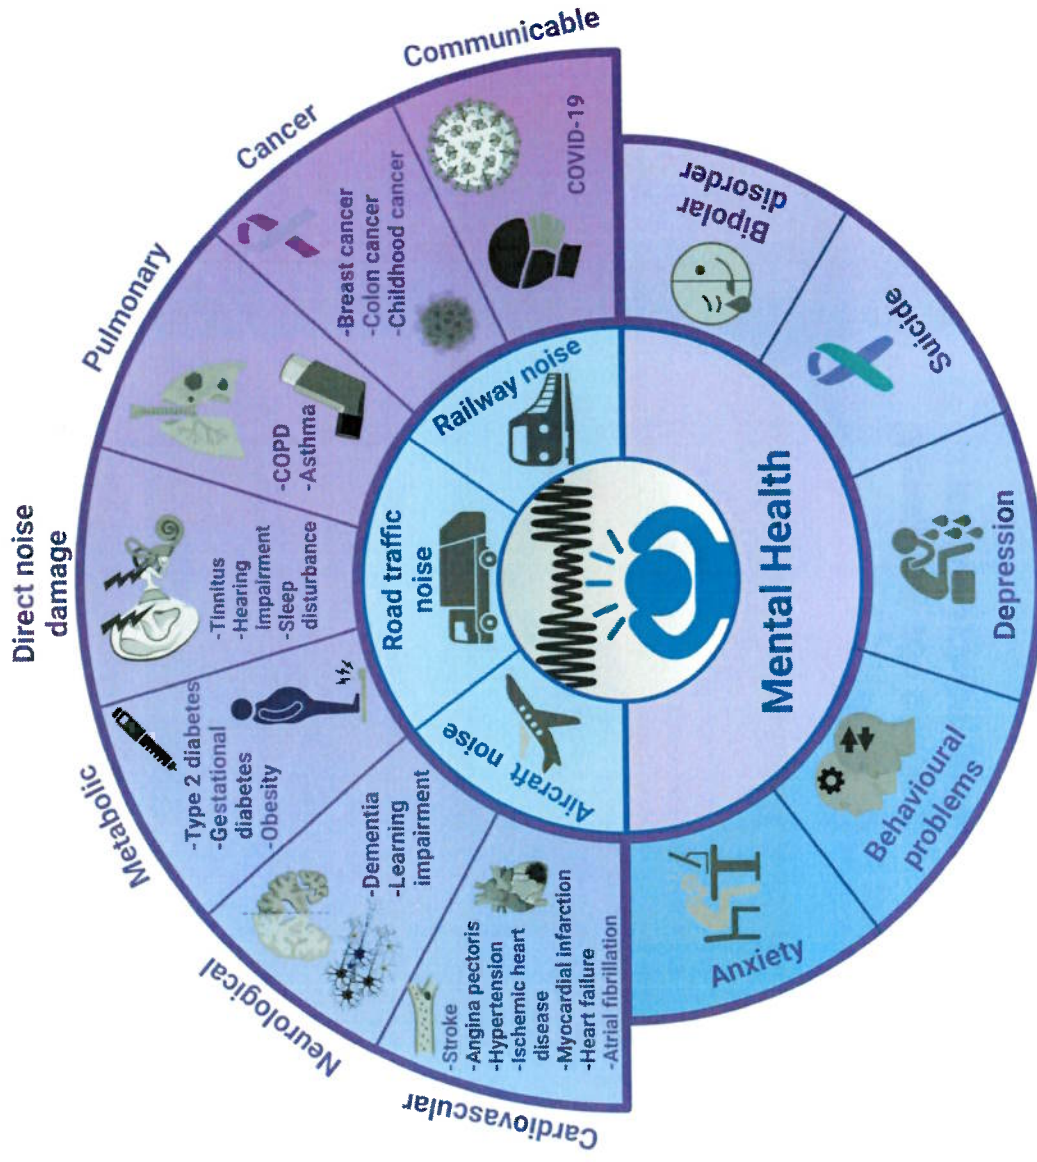 Cardiovascular
-Stroke
-Angina pectoris
-Hypertension
-Ischemic heart
disease
-Myocardial infarction
-Heart failure
-Atrial fibrillation
Neurological
-Dementia
-Learning
impairment
Metabolic
-Type 2 diabetes
-Gestational
diabetes
-Obesity
Direct noise
damage
-Tinnitus
-Hearing
Impairment
-Sleep
disturbance
Pulmonary
-COPD
-Asthma
Cancer
-Breast cancer
-Colon cancer
-Childhood cancer
Communicable
COVID-19
Aircraft noise
Road traffic
noise
Railway noise
Mental Health
Anxiety
Behavioural
problems
Depression
Suicide
Bipolar
disorder